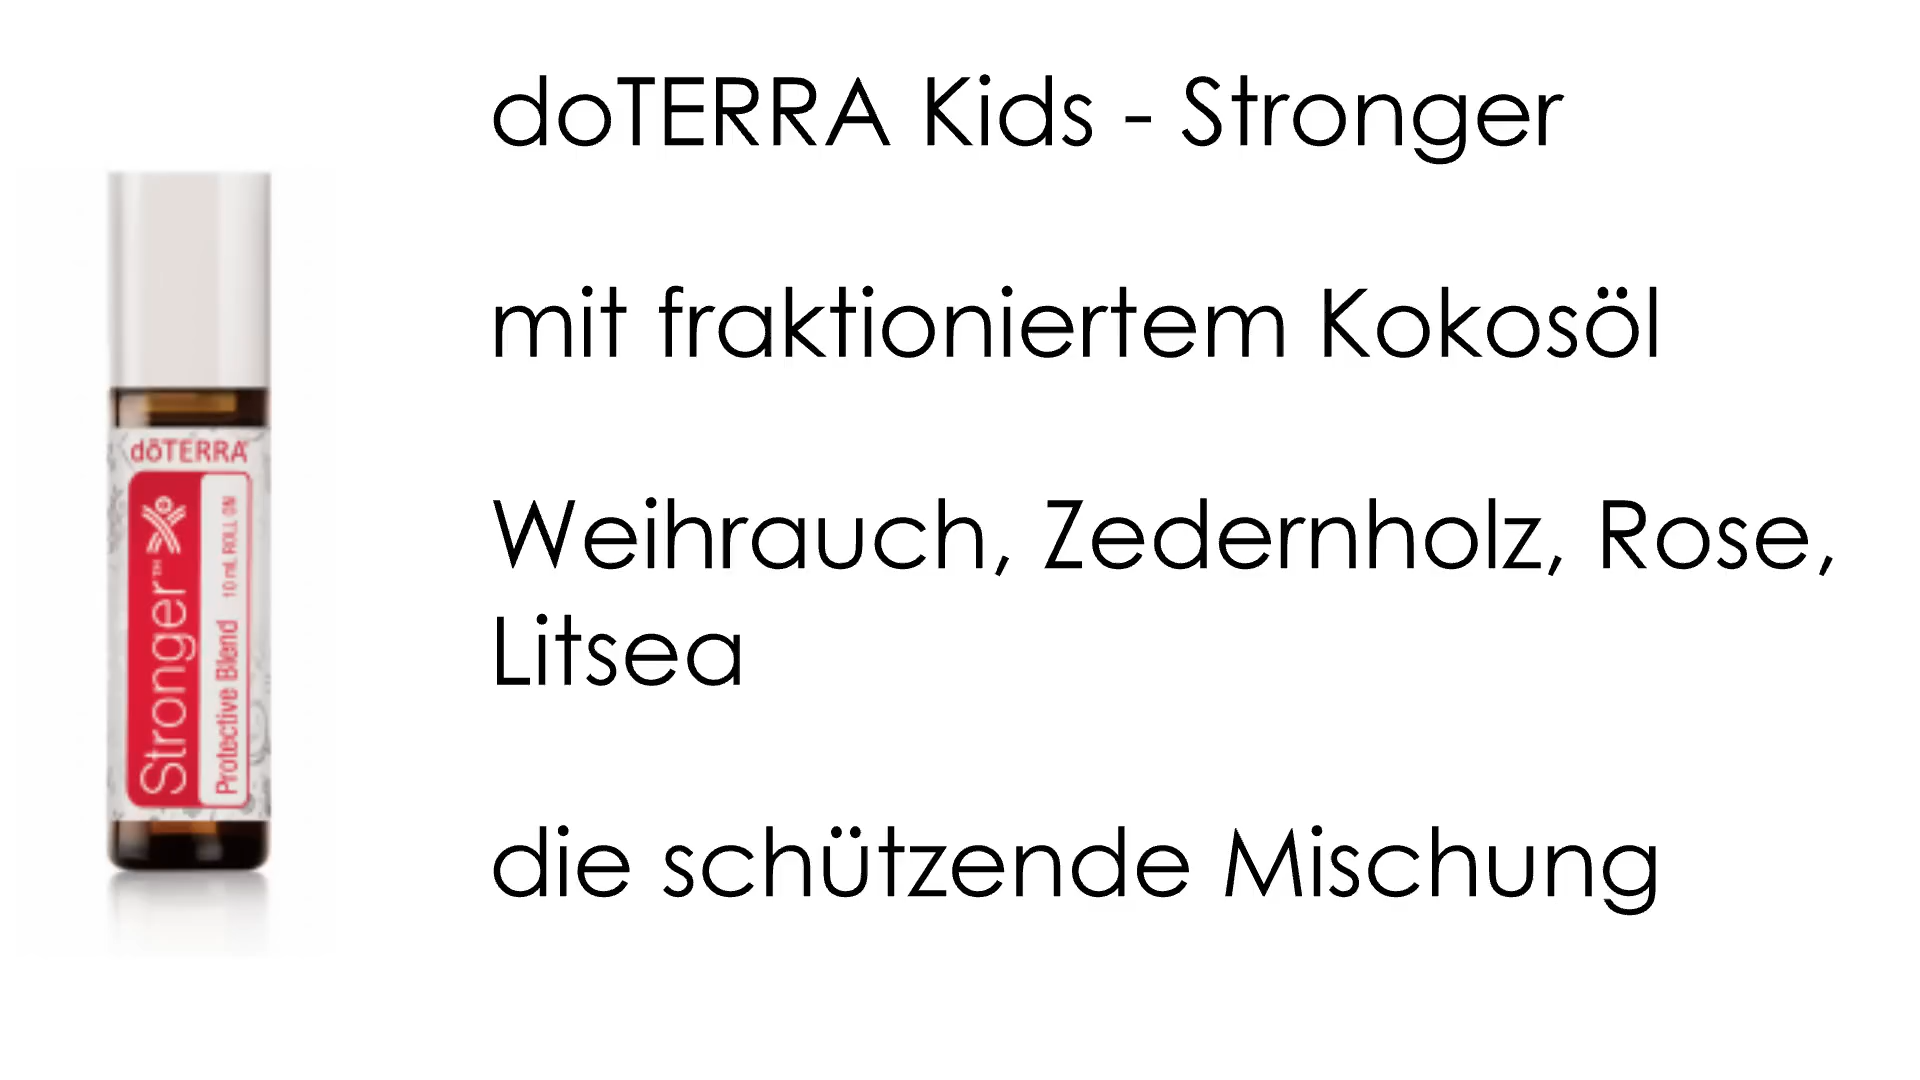 doTERRA Kids - Stronger
mit fraktioniertem Kokosöl
Weihrauch, Zedernholz, Rose,
Litsea
die schützende Mischung
dōTERRA
Stronger™
Protective Blend 10 mL ROLL ON